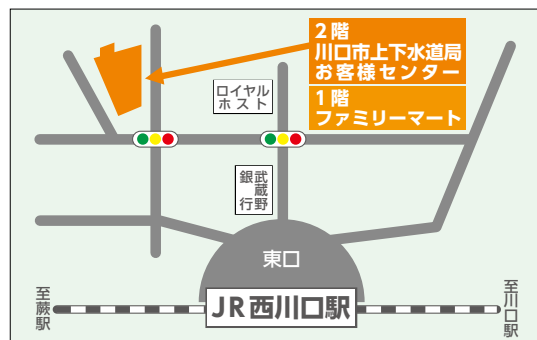 2階
川口市上下水道局
お客様センター
1階
ファミリーマート
ロイヤル
ホスト
武蔵野
銀行
東口
JR西川口駅
至蕨駅
至川口駅